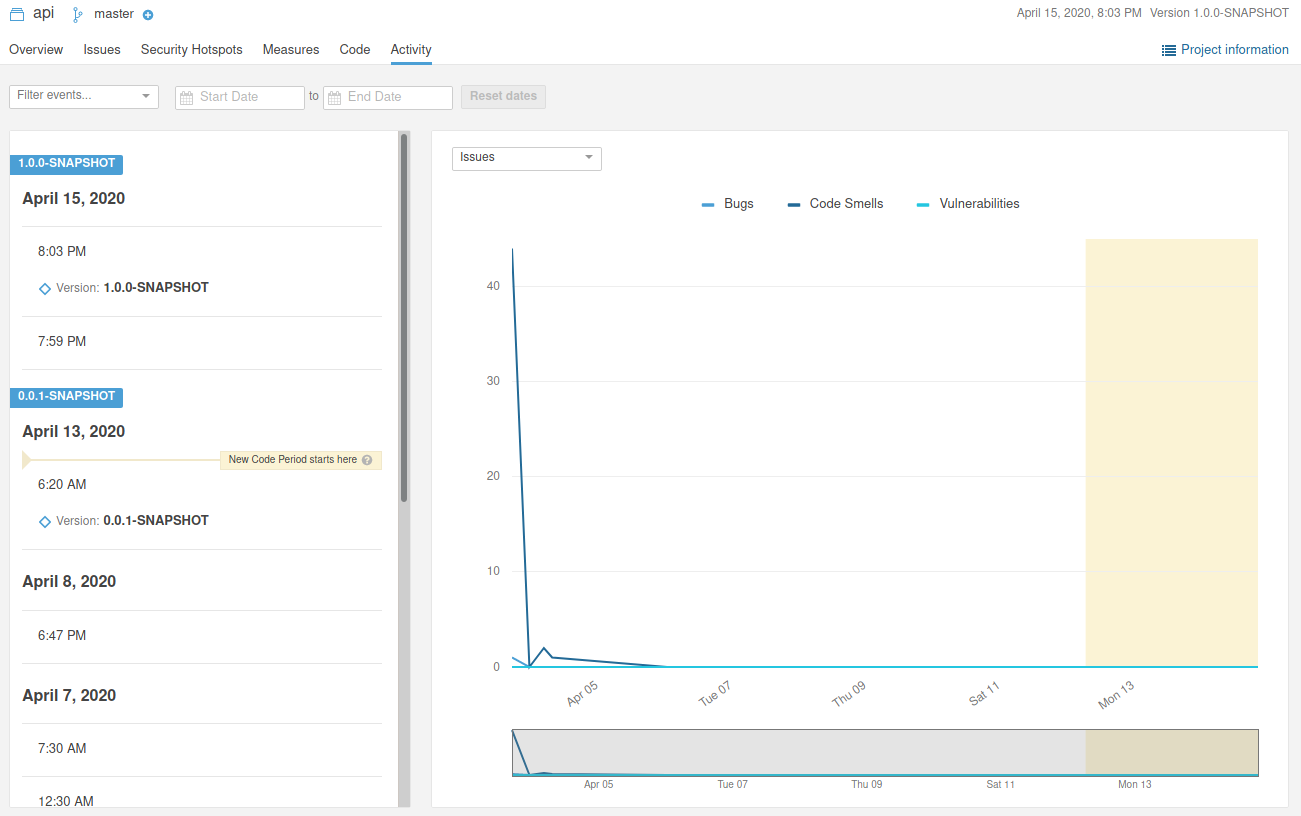 api master
April 15, 2020, 8:03 PM Version 1.0.0-SNAPSHOT
Overview Issues Security Hotspots Measures Code Activity
Project information
Filter events...
Start Date to End Date Reset dates
1.0.0-SNAPSHOT
April 15, 2020
8:03 PM
Version: 1.0.0-SNAPSHOT
7:59 PM
0.0.1-SNAPSHOT
April 13, 2020
New Code Period starts here ?
6:20 AM
Version: 0.0.1-SNAPSHOT
April 8, 2020
6:47 PM
April 7, 2020
7:30 AM
12:30 AM
Issues
Bugs Code Smells Vulnerabilities
40
30
20
10
0
Apr 05 Tue 07 Thu 09 Sat 11 Mon 13
Apr 05 Tue 07 Thu 09 Sat 11 Mon 13